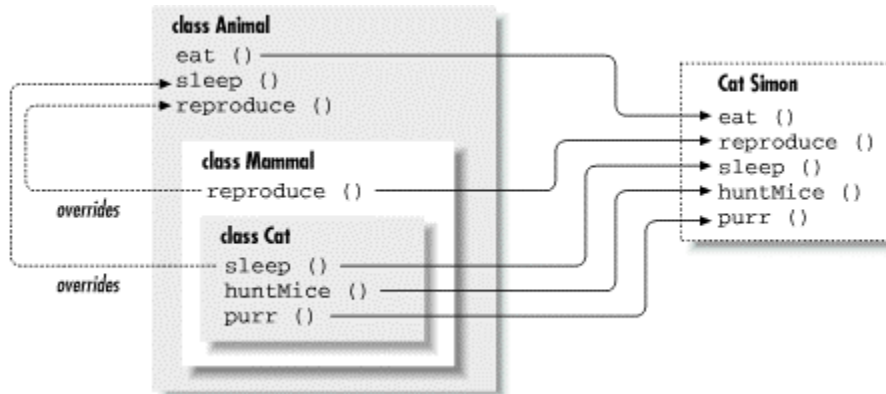 class Animal
eat ()
sleep ()
reproduce ()
class Mammal
reproduce ()
overrides
class Cat
sleep ()
overrides
huntMice ()
purr ()
Cat Simon
eat ()
reproduce ()
sleep ()
huntMice ()
purr ()